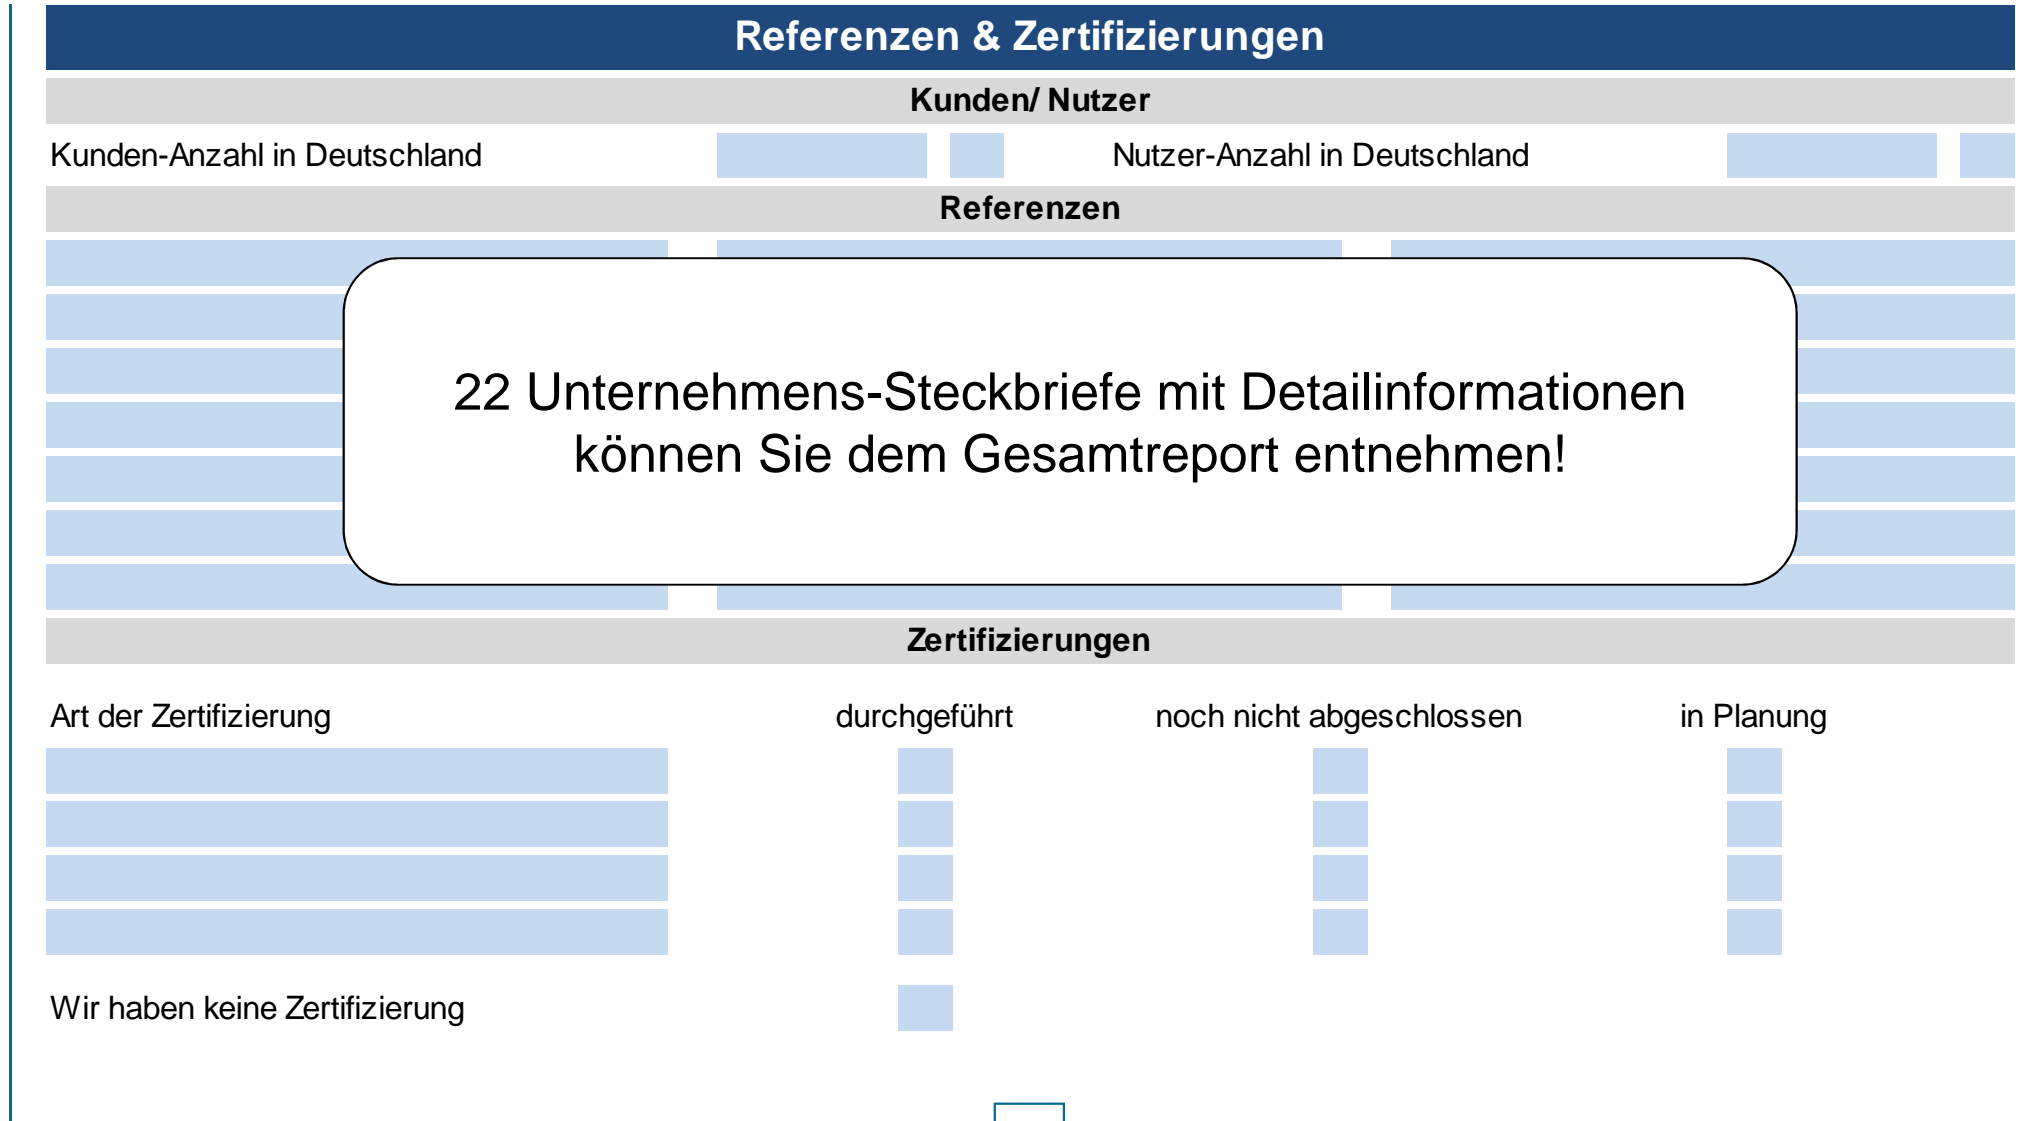 Referenzen & Zertifizierungen
Kunden/ Nutzer
Kunden-Anzahl in Deutschland Nutzer-Anzahl in Deutschland
Referenzen
22 Unternehmens-Steckbriefe mit Detailinformationen
können Sie dem Gesamtreport entnehmen!
Zertifizierungen
Art der Zertifizierung durchgeführt noch nicht abgeschlossen in Planung
Wir haben keine Zertifizierung